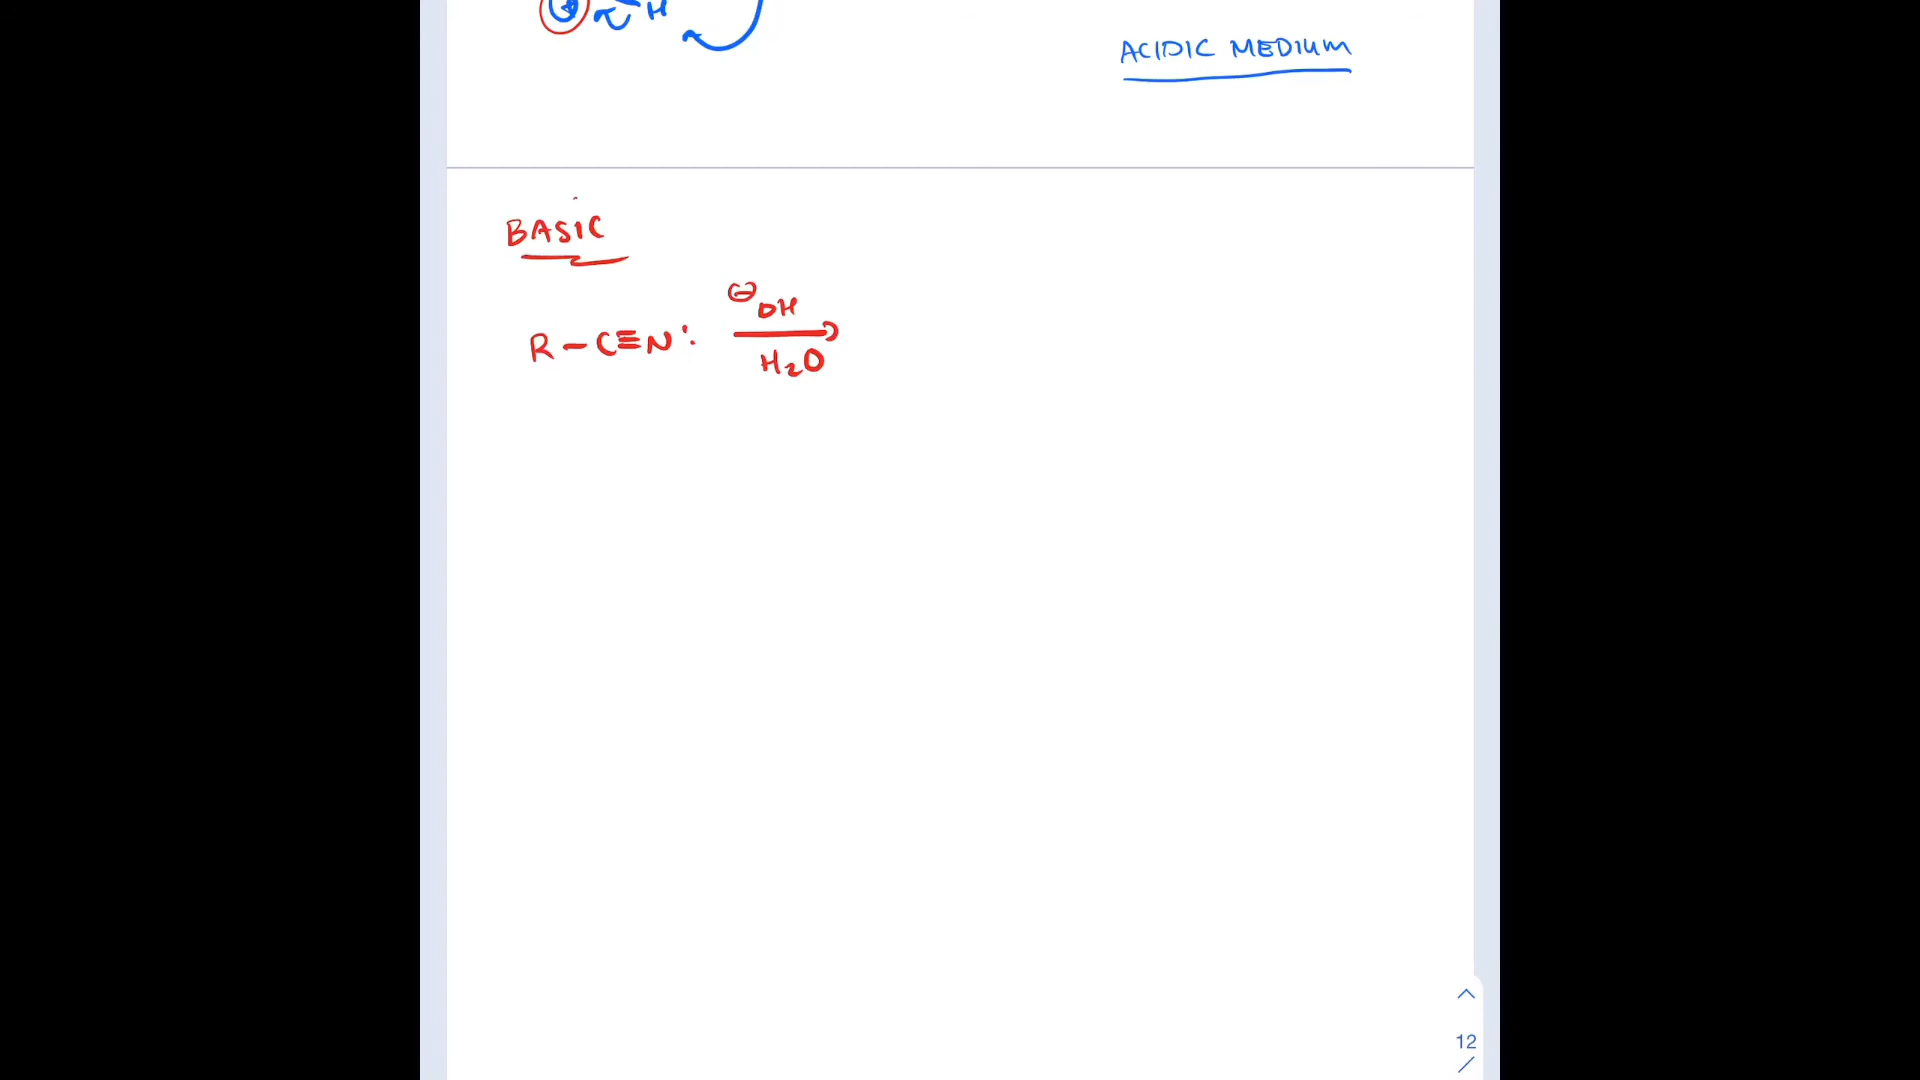 ⊕ H
ACIDIC MEDIUM
BASIC
⊖OH
R-C≡N:
H₂O
12
/